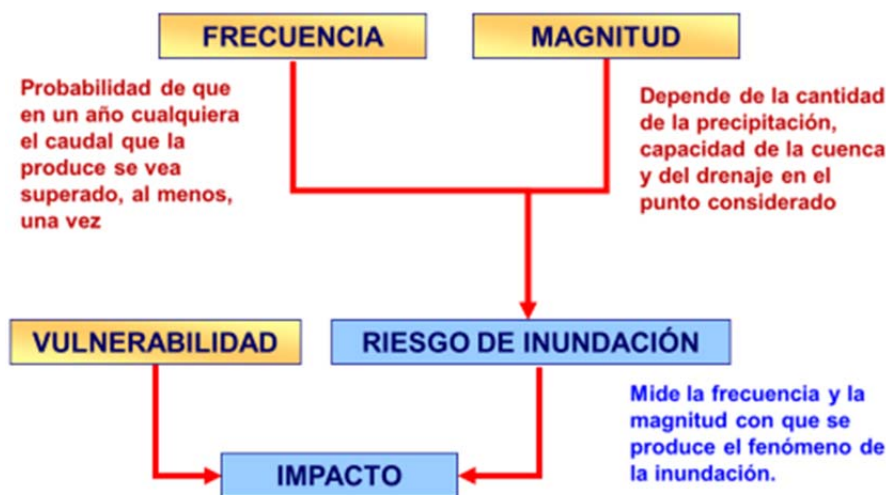 FRECUENCIA
MAGNITUD
Probabilidad de que
en un año cualquiera
el caudal que la
produce se vea
superado, al menos,
una vez
Depende de la cantidad
de la precipitación,
capacidad de la cuenca
y del drenaje en el
punto considerado
VULNERABILIDAD
RIESGO DE INUNDACIÓN
Mide la frecuencia y la
magnitud con que se
produce el fenómeno de
la inundación.
IMPACTO